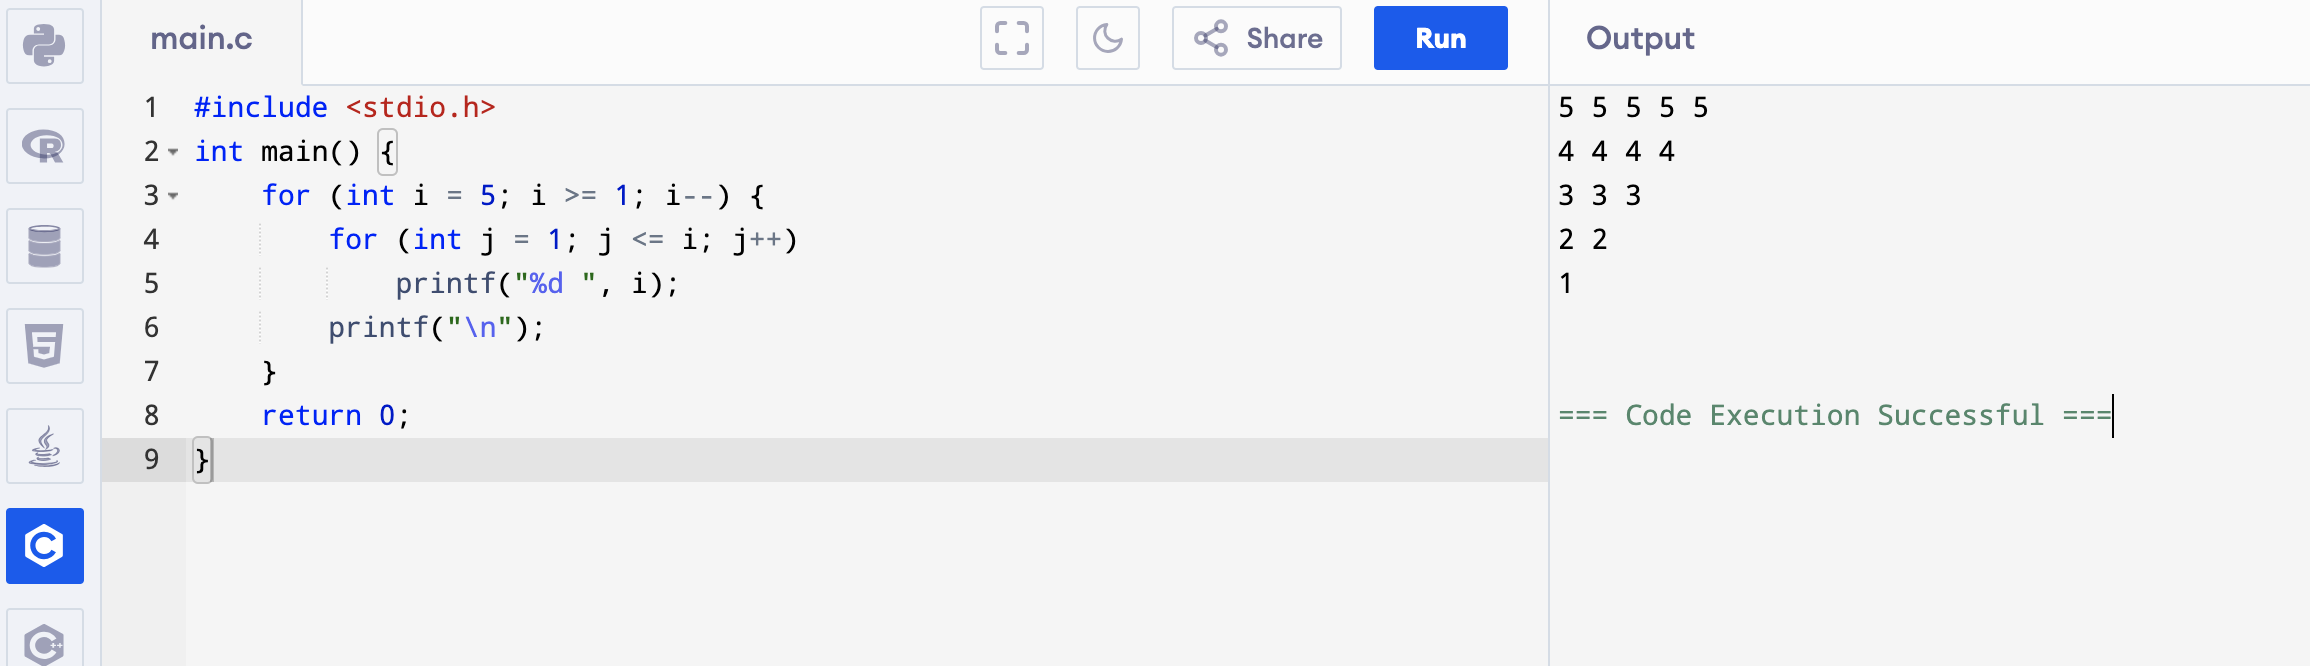 main.c
Share
Run
Output
1 #include <stdio.h>
2 int main() {
3     for (int i = 5; i >= 1; i--) {
4         for (int j = 1; j <= i; j++)
5             printf("%d ", i);
6         printf("\n");
7     }
8     return 0;
9 }
5 5 5 5 5
4 4 4 4
3 3 3
2 2
1
=== Code Execution Successful ===